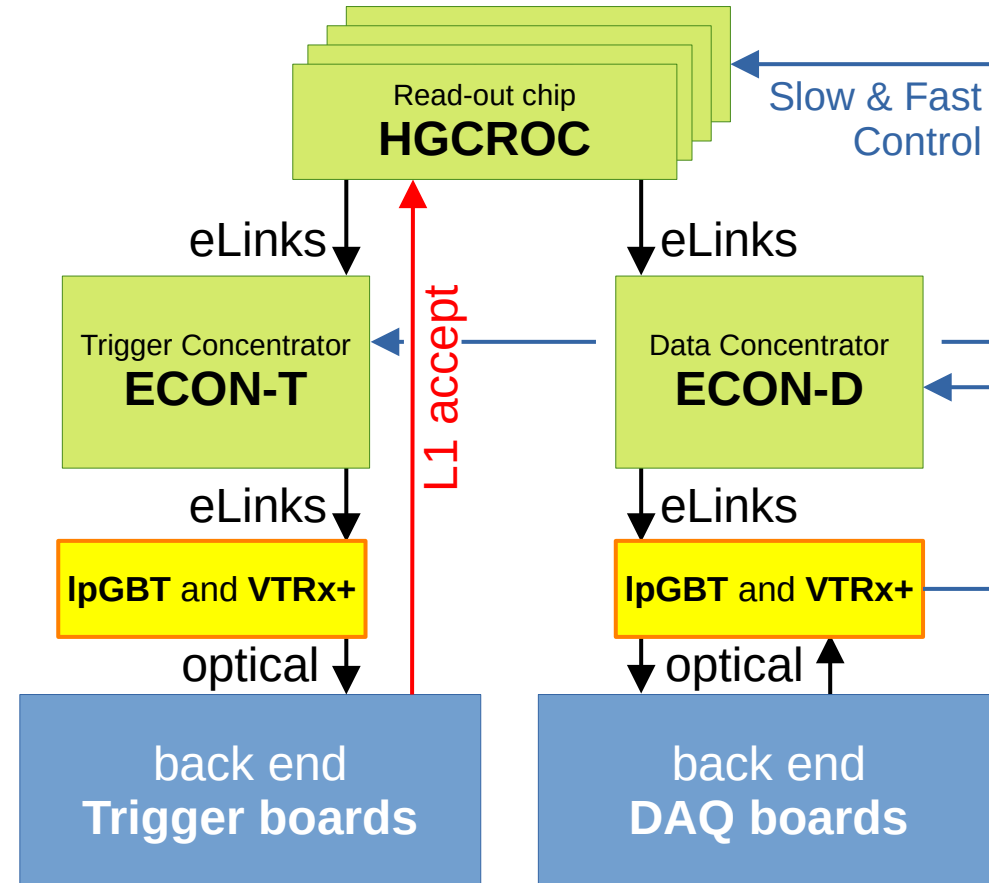 Read-out chip
HGCROC
Slow & Fast
Control
eLinks
eLinks
Trigger Concentrator
ECON-T
L1 accept
Data Concentrator
ECON-D
eLinks
eLinks
lpGBT and VTRx+
lpGBT and VTRx+
optical
optical
back end
Trigger boards
back end
DAQ boards